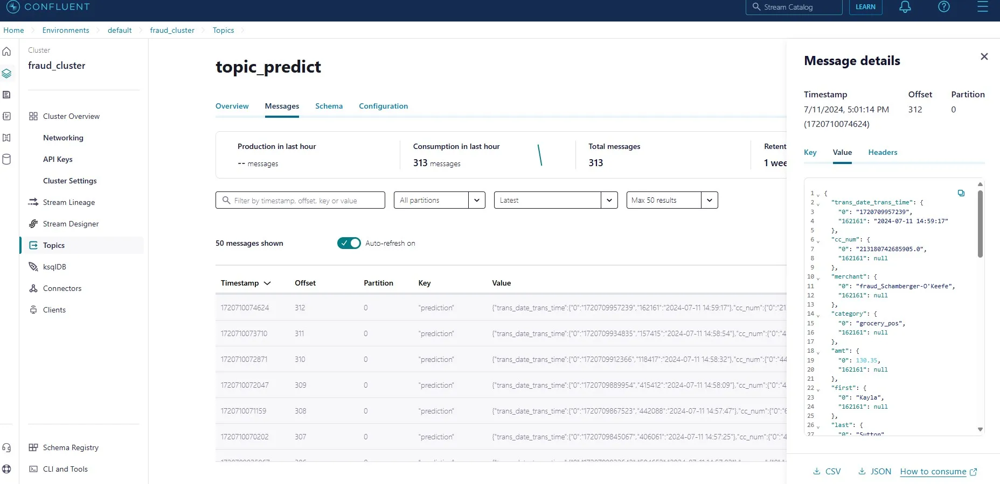 CONFLUENT
Stream Catalog
LEARN
Home
Environments
default
fraud_cluster
Topics
Cluster
fraud_cluster
Cluster Overview
Networking
API Keys
Cluster Settings
Stream Lineage
Stream Designer
Topics
ksqlDB
Connectors
Clients
Schema Registry
CLI and Tools
topic_predict
Overview Messages Schema Configuration
Production in last hour
-- messages
Consumption in last hour
313 messages
Total messages
313
Retent
1 wee
Filter by timestamp, offset, key or value
All partitions
Latest
Max 50 results
50 messages shown
Auto-refresh on
Timestamp Offset Partition Key Value
1720710074624 312 0 "prediction" {"trans_date_trans_time":{"0":"1720709957239","162161":"2024-07-11 14:59:17"},"cc_num":{"0":"21
1720710073710 311 0 "prediction" {"trans_date_trans_time":{"0":"1720709934835","157415":"2024-07-11 14:58:54"},"cc_num":{"0":"4
1720710072871 310 0 "prediction" {"trans_date_trans_time":{"0":"1720709912366","118417":"2024-07-11 14:58:32"},"cc_num":{"0":"44
1720710072047 309 0 "prediction" {"trans_date_trans_time":{"0":"1720709889954","415412":"2024-07-11 14:58:09"},"cc_num":{"0":"4
1720710071159 308 0 "prediction" {"trans_date_trans_time":{"0":"1720709867523","442088":"2024-07-11 14:57:47"},"cc_num":{"0":"6
1720710070202 307 0 "prediction" {"trans_date_trans_time":{"0":"1720709845067","406061":"2024-07-11 14:57:25"},"cc_num":{"0":"4
Message details
Timestamp Offset Partition
7/11/2024, 5:01:14 PM 312 0
(1720710074624)
Key Value Headers
1 {
2 "trans_date_trans_time": {
3 "0": "1720709957239",
4 "162161": "2024-07-11 14:59:17"
5 },
6 "cc_num": {
7 "0": "213180742685905.0",
8 "162161": null
9 },
10 "merchant": {
11 "0": "fraud_Schamberger-O'Keefe",
12 "162161": null
13 },
14 "category": {
15 "0": "grocery_pos",
16 "162161": null
17 },
18 "amt": {
19 "0": 130.35,
20 "162161": null
21 },
22 "first": {
23 "0": "Kayla",
24 "162161": null
25 },
26 "last": {
27 "0": "Sutton"
CSV
JSON
How to consume